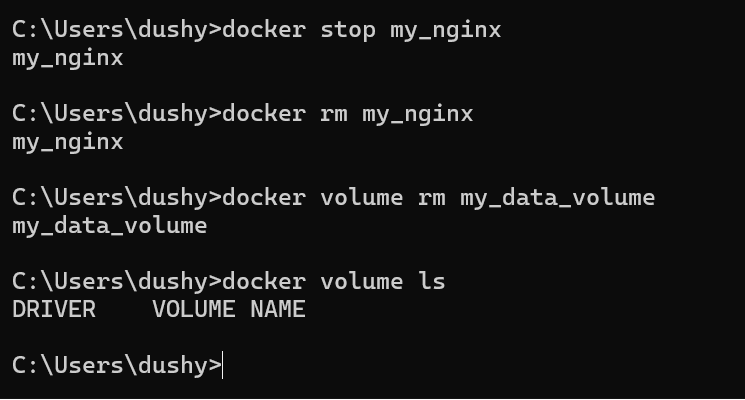 C:\Users\dushy>docker stop my_nginx
my_nginx
C:\Users\dushy>docker rm my_nginx
my_nginx
C:\Users\dushy>docker volume rm my_data_volume
my_data_volume
C:\Users\dushy>docker volume ls
DRIVER    VOLUME NAME
C:\Users\dushy>